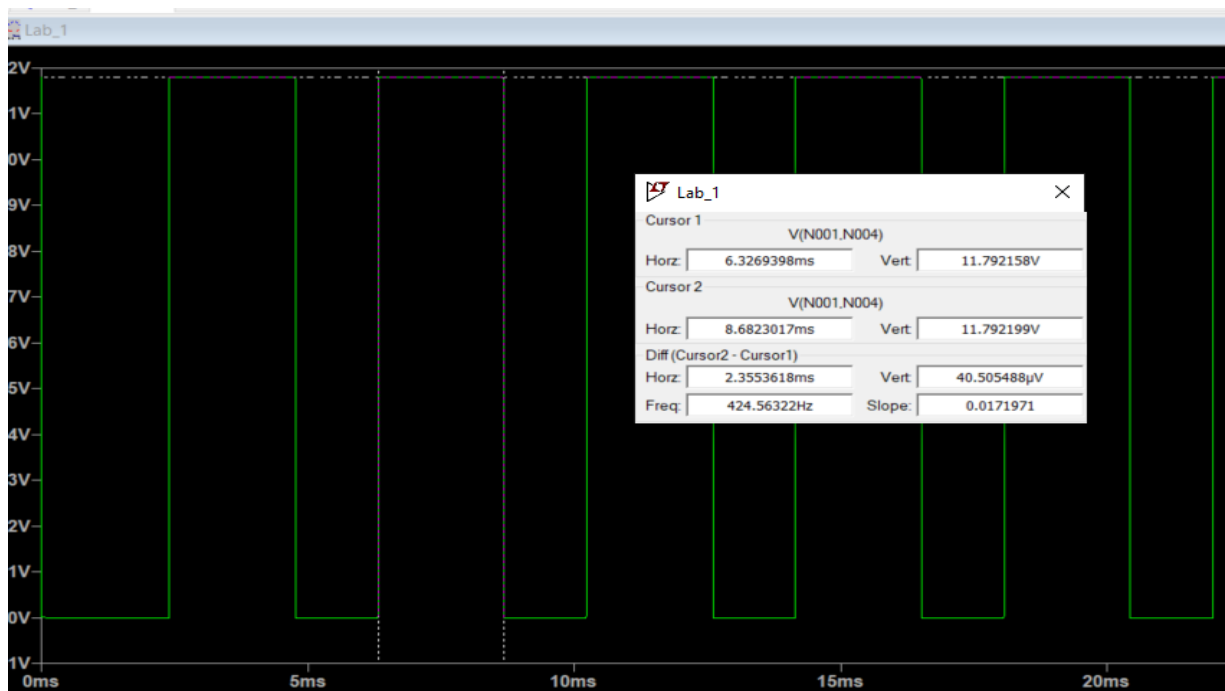 Lab_1
2V
1V
0V
9V
8V
7V
6V
5V
4V
3V
2V
1V
0V
1V
0ms 5ms 10ms 15ms 20ms
Lab_1
Cursor 1
V(N001,N004)
Horz: 6.3269398ms Vert: 11.792158V
Cursor 2
V(N001,N004)
Horz: 8.6823017ms Vert: 11.792199V
Diff (Cursor2 - Cursor1)
Horz: 2.3553618ms Vert: 40.505488µV
Freq: 424.56322Hz Slope: 0.0171971